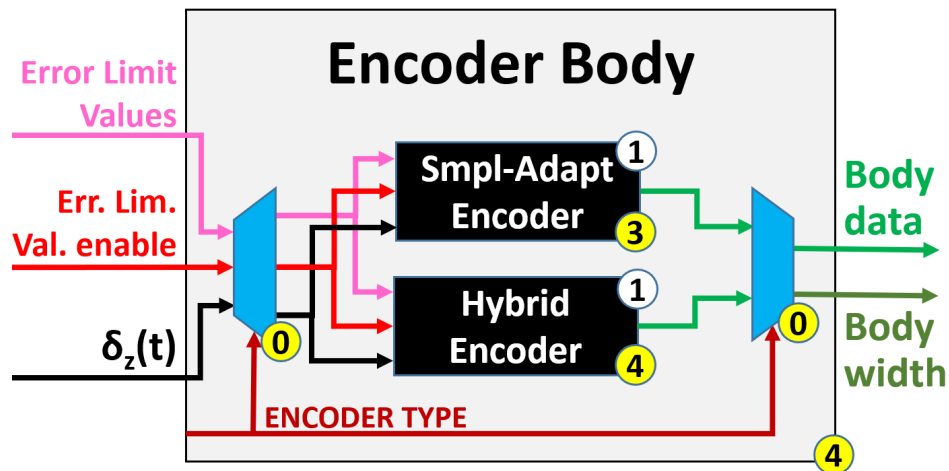 Encoder Body
Error Limit
Values
Err. Lim.
Val. enable
δz(t)
0
Smpl-Adapt
Encoder
1
3
Hybrid
Encoder
1
4
0
ENCODER TYPE
Body
data
Body
width
4